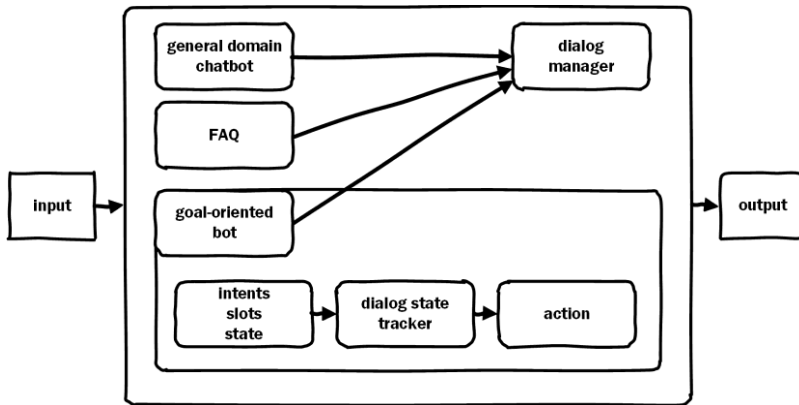 general domain
chatbot
dialog
manager
FAQ
input
goal-oriented
bot
output
intents
slots
state
dialog state
tracker
action